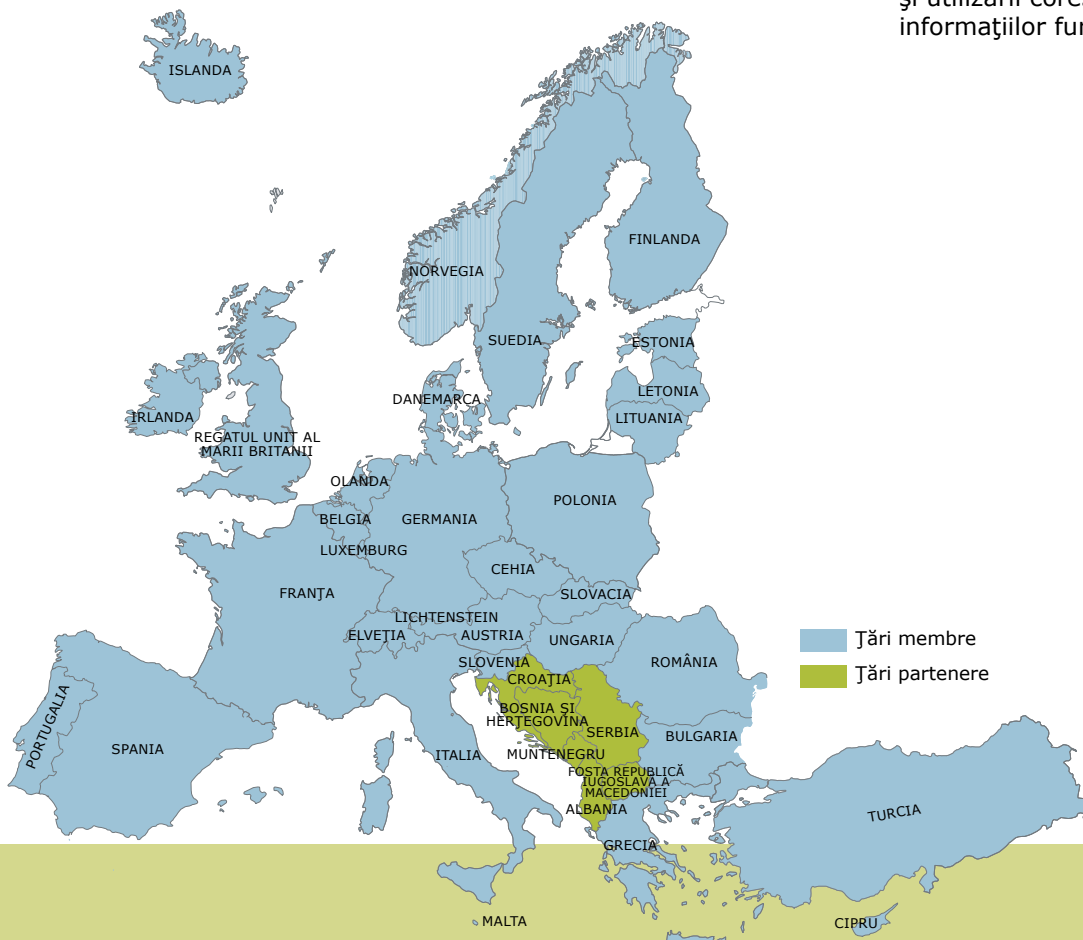 și utilizării
informaţiilor
ISLANDA
FINLANDA
NORVEGIA
SUEDIA
ESTONIA
LETONIA
DANEMARCA
LITUANIA
IRLANDA
REGATUL UNIT AL
MARII BRITANII
OLANDA
POLONIA
BELGIA
GERMANIA
LUXEMBURG
CEHIA
FRANŢA
SLOVACIA
LICHTENSTEIN
ELVEŢIA
AUSTRIA
UNGARIA
Ţări membre
SLOVENIA
ROMÂNIA
CROAŢIA
Ţări partenere
BOSNIA ŞI
HERŢEGOVINA
PORTUGALIA
SERBIA
BULGARIA
SPANIA
ITALIA
MUNTENEGRU
FOSTA REPUBLICĂ
IUGOSLAVĂ A
MACEDONIEI
ALBANIA
TURCIA
GRECIA
MALTA
CIPRU